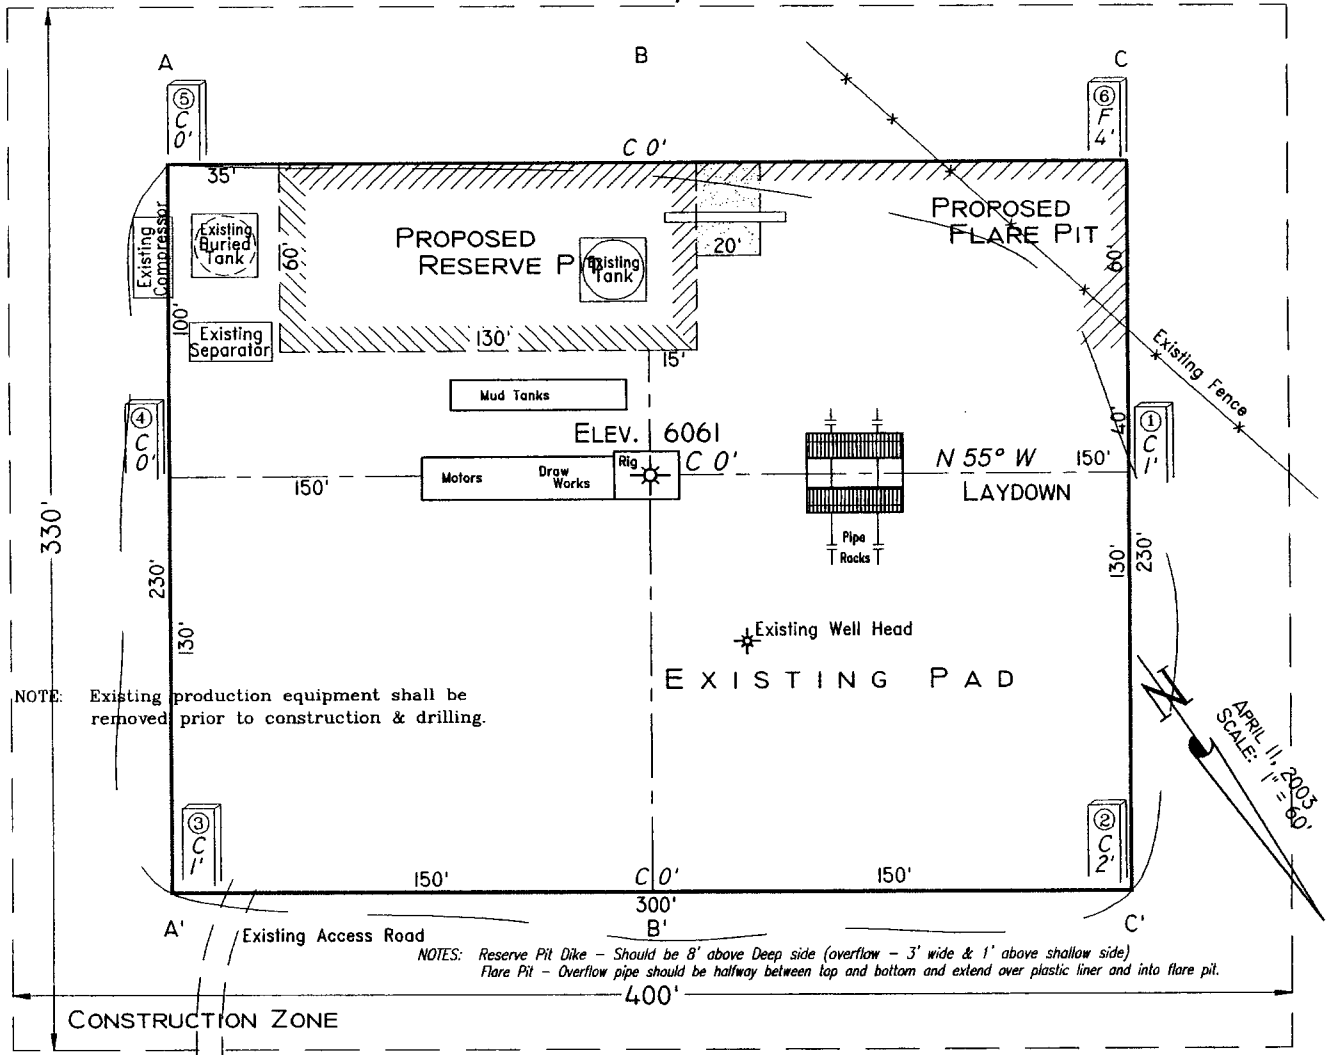 A
B
C
⑤
C
0'
⑥
F
4'
C 0'
35'
Existing
Compressor
Existing
Buried
Tank
60'
PROPOSED
RESERVE P
Existing
Tank
20'
PROPOSED
FLARE PIT
60'
100'
Existing
Separator
130'
15'
Existing Fence
Mud Tanks
④
C
0'
40'
①
C
1'
ELEV. 6061
Rig
C 0'
N 55° W
150'
150'
Motors
Draw
Works
LAYDOWN
Pipe
Racks
330'
230'
130'
130'
230'
Existing Well Head
EXISTING PAD
NOTE: Existing production equipment shall be
removed prior to construction & drilling.
N
APRIL 11, 2003
SCALE: 1" = 60'
③
C
1'
②
C
2'
150'
C 0'
150'
300'
A'
B'
C'
Existing Access Road
NOTES: Reserve Pit Dike – Should be 8' above Deep side (overflow – 3' wide & 1' above shallow side)
Flare Pit – Overflow pipe should be halfway between top and bottom and extend over plastic liner and into flare pit.
400'
CONSTRUCTION ZONE